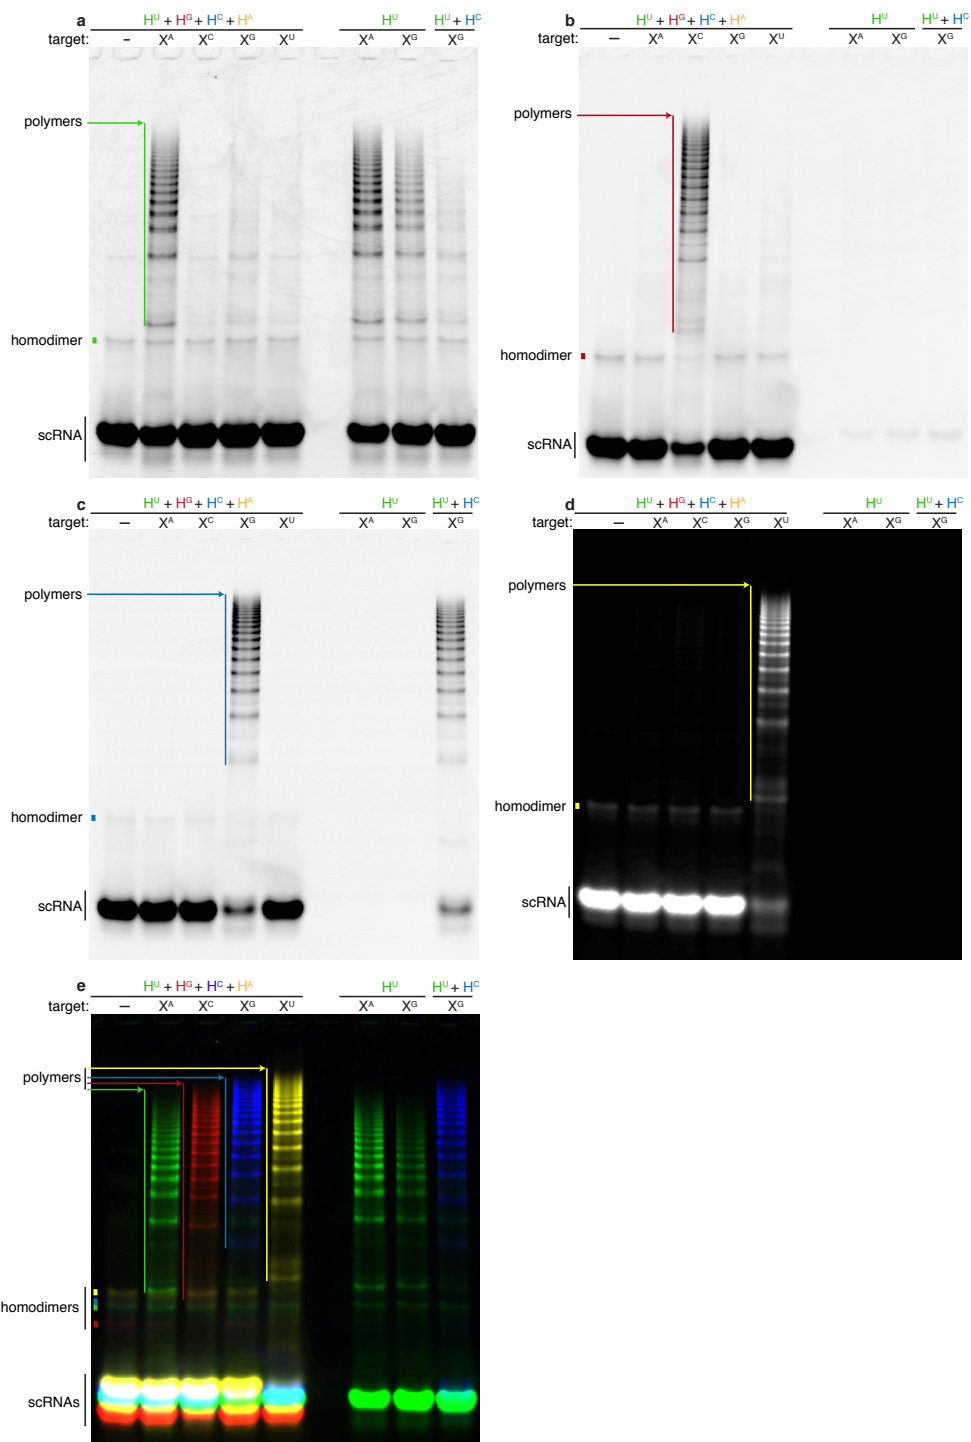 a Hᵁ + Hᴳ + Hᶜ + Hᴬ Hᵁ Hᵁ + Hᶜ
target: – Xᴬ Xᶜ Xᴳ Xᵁ Xᴬ Xᴳ Xᴳ
polymers
homodimer
scRNA
b Hᵁ + Hᴳ + Hᶜ + Hᴬ Hᵁ Hᵁ + Hᶜ
target: – Xᴬ Xᶜ Xᴳ Xᵁ Xᴬ Xᴳ Xᴳ
polymers
homodimer
scRNA
c Hᵁ + Hᴳ + Hᶜ + Hᴬ Hᵁ Hᵁ + Hᶜ
target: – Xᴬ Xᶜ Xᴳ Xᵁ Xᴬ Xᴳ Xᴳ
polymers
homodimer
scRNA
d Hᵁ + Hᴳ + Hᶜ + Hᴬ Hᵁ Hᵁ + Hᶜ
target: – Xᴬ Xᶜ Xᴳ Xᵁ Xᴬ Xᴳ Xᴳ
polymers
homodimer
scRNA
e Hᵁ + Hᴳ + Hᶜ + Hᴬ Hᵁ Hᵁ + Hᶜ
target: – Xᴬ Xᶜ Xᴳ Xᵁ Xᴬ Xᴳ Xᴳ
polymers
homodimers
scRNAs